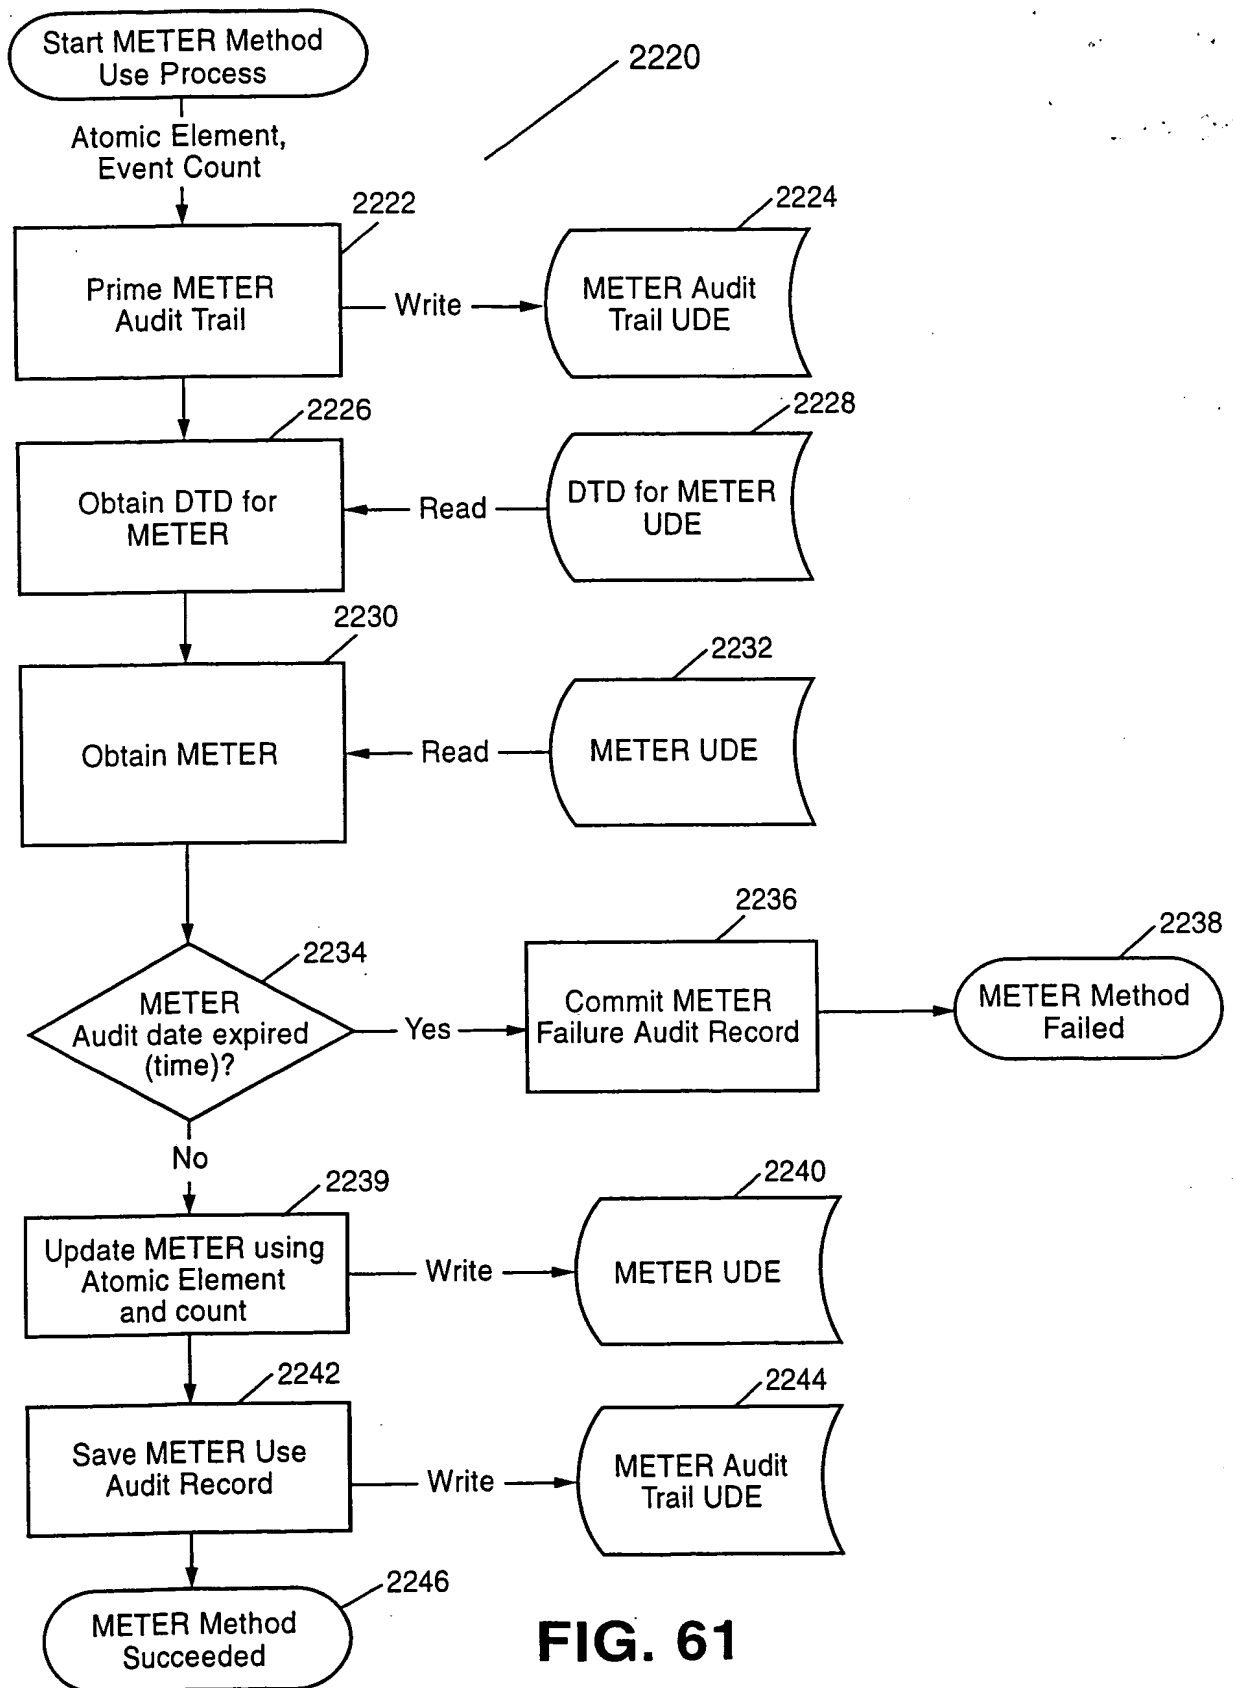 Start METER Method
Use Process
2220
Atomic Element,
Event Count
2222
2224
Prime METER
Audit Trail
Write
METER Audit
Trail UDE
2226
2228
Obtain DTD for
METER
Read
DTD for METER
UDE
2230
2232
Obtain METER
Read
METER UDE
2234
2236
2238
METER
Audit date expired
(time)?
Yes
Commit METER
Failure Audit Record
METER Method
Failed
No
2239
2240
Update METER using
Atomic Element
and count
Write
METER UDE
2242
2244
Save METER Use
Audit Record
Write
METER Audit
Trail UDE
2246
METER Method
Succeeded
FIG. 61